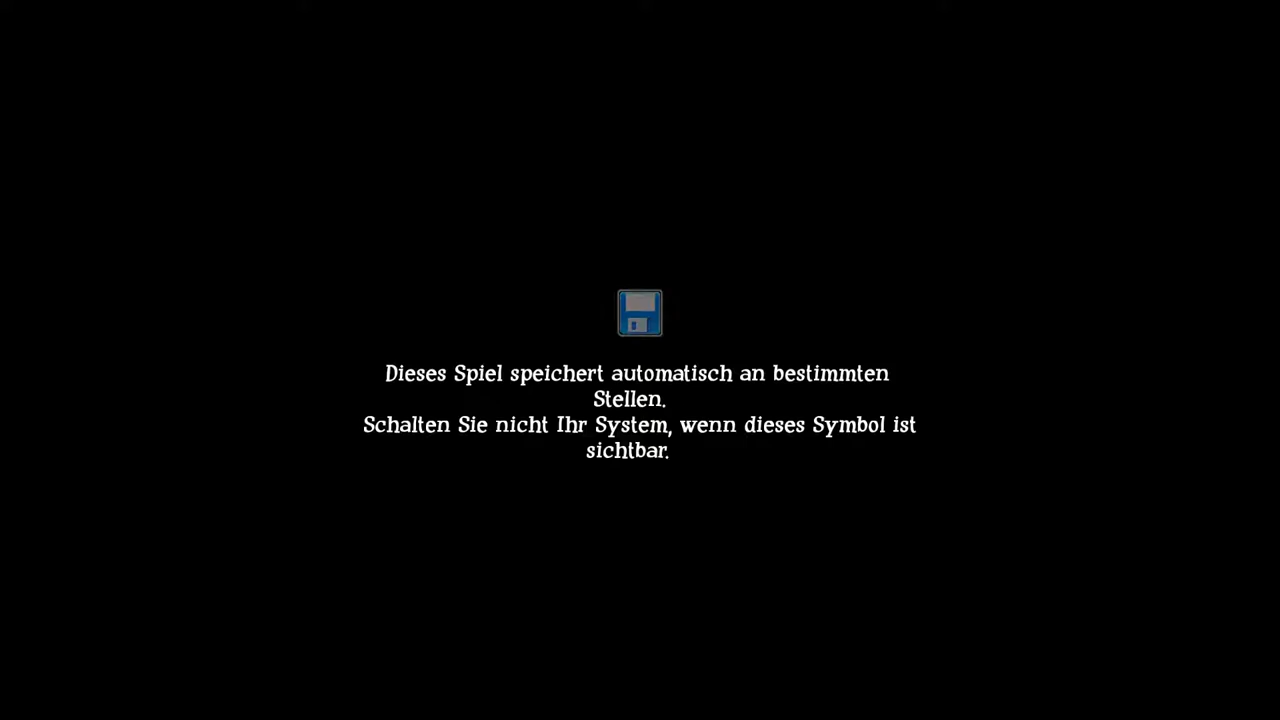 Dieses Spiel speichert automatisch an bestimmten
Stellen.
Schalten Sie nicht Ihr System, wenn dieses Symbol ist
sichtbar.